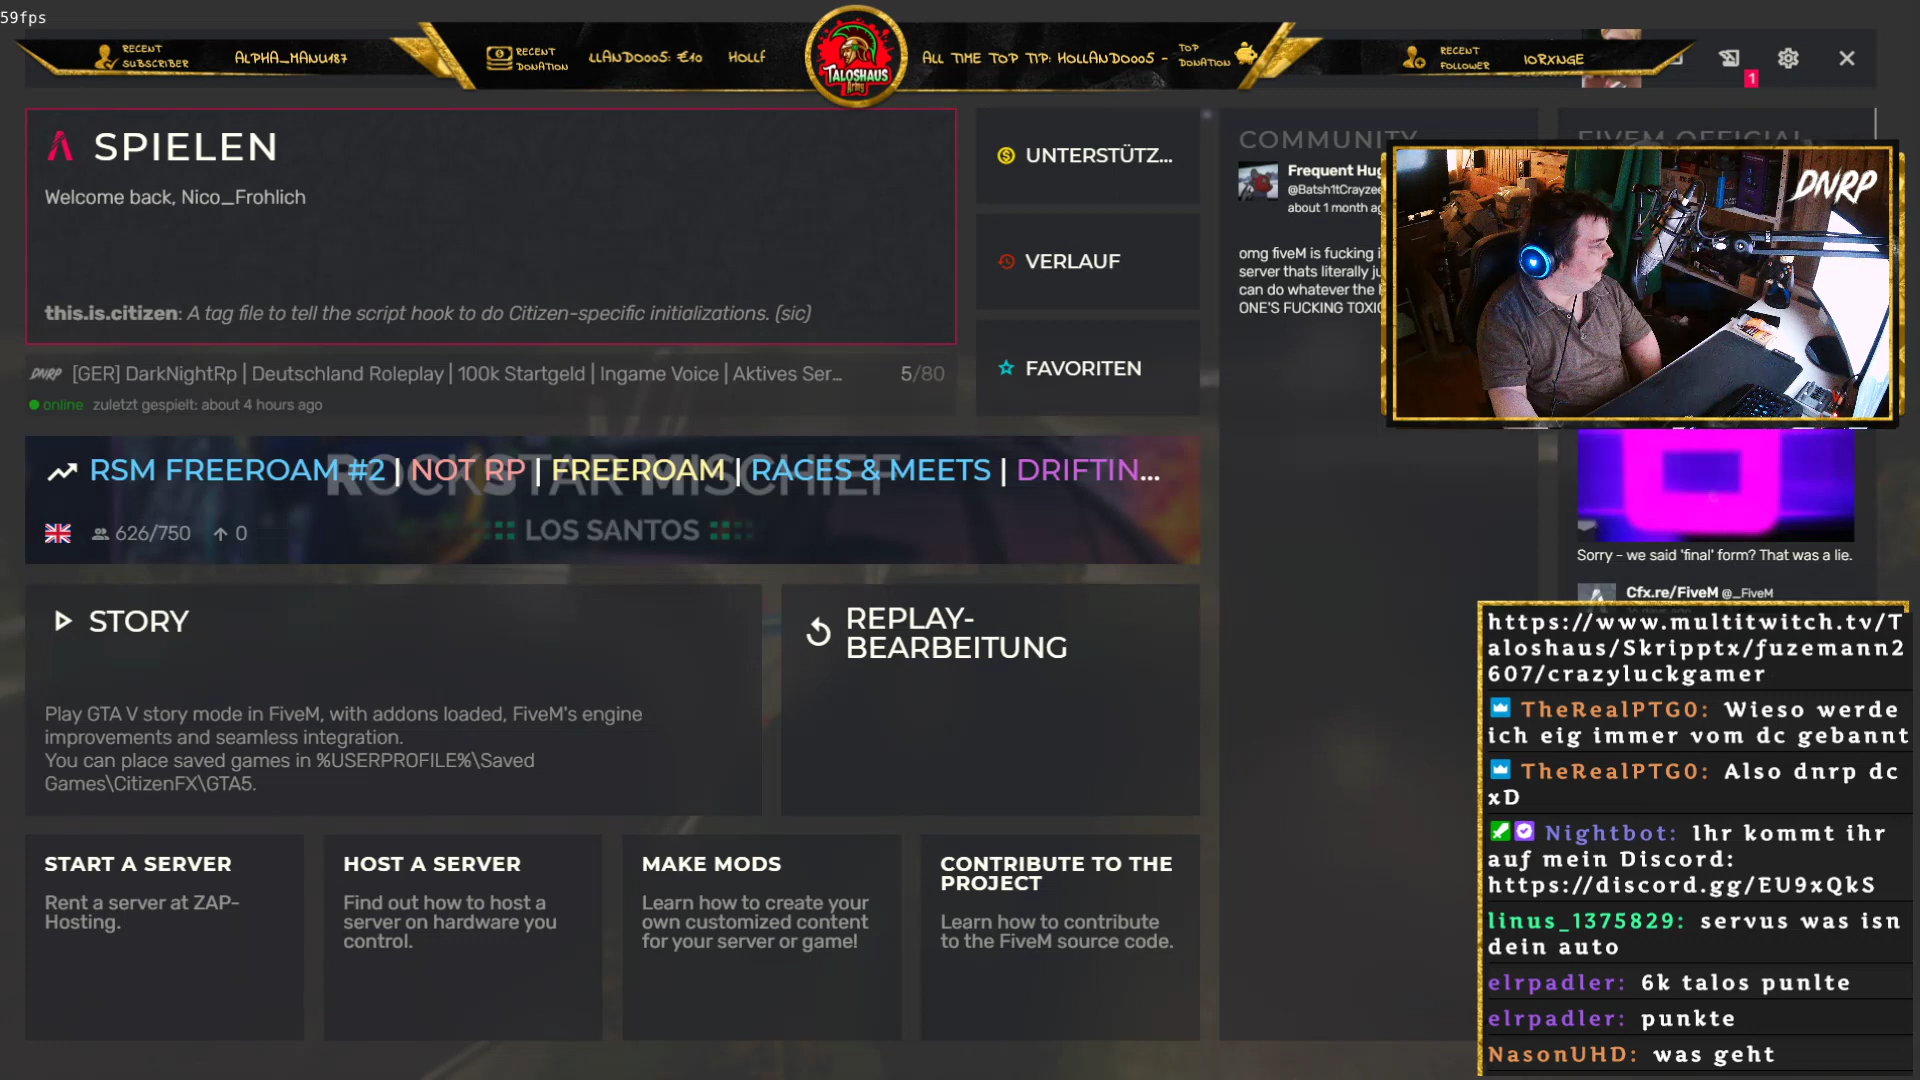 59fps
RECENT
SUBSCRIBER
ALPHA_MANU187
RECENT
DONATION
LLANDO005: €10 HOLLF
TALOSHAUS
Army
ALL TIME TOP TIP: HOLLANDO005 -
TOP
DONATION
RECENT
FOLLOWER
IORXNGE
1
SPIELEN
Welcome back, Nico_Frohlich
this.is.citizen: A tag file to tell the script hook to do Citizen-specific initializations. (sic)
DNRP [GER] DarkNightRp | Deutschland Roleplay | 100k Startgeld | Ingame Voice | Aktives Ser... 5/80
online zuletzt gespielt: about 4 hours ago
UNTERSTÜTZ...
VERLAUF
FAVORITEN
COMMUNITY
Frequent Hug
@Batsh1tCrayzee
about 1 month ag
omg fiveM is fucking i
server thats literally ju
can do whatever the
ONE'S FUCKING TOXIC
FIVEM OFFICIAL
DNRP
RSM FREEROAM #2 | NOT RP | FREEROAM | RACES & MEETS | DRIFTIN...
ROCKSTAR MISCHIEF
LOS SANTOS
626/750 0
Sorry - we said 'final' form? That was a lie.
Cfx.re/FiveM @_FiveM
STORY
Play GTA V story mode in FiveM, with addons loaded, FiveM's engine
improvements and seamless integration.
You can place saved games in %USERPROFILE%\Saved
Games\CitizenFX\GTA5.
REPLAY-
BEARBEITUNG
START A SERVER
Rent a server at ZAP-
Hosting.
HOST A SERVER
Find out how to host a
server on hardware you
control.
MAKE MODS
Learn how to create your
own customized content
for your server or game!
CONTRIBUTE TO THE
PROJECT
Learn how to contribute
to the FiveM source code.
https://www.multitwitch.tv/T
aloshaus/Skripptx/fuzemann2
607/crazyluckgamer
TheRealPTG0: Wieso werde
ich eig immer vom dc gebannt
TheRealPTG0: Also dnrp dc
xD
Nightbot: Ihr kommt ihr
auf mein Discord:
https://discord.gg/EU9xQkS
linus_1375829: servus was isn
dein auto
elrpadler: 6k talos punlte
elrpadler: punkte
NasonUHD: was geht